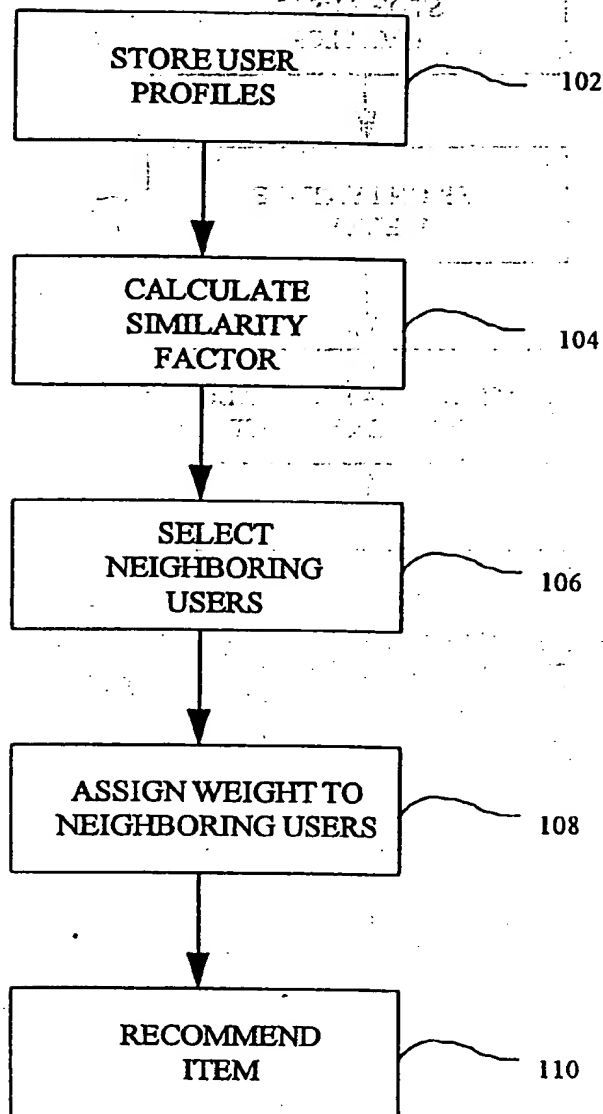 STORE USER
PROFILES
102
CALCULATE
SIMILARITY
FACTOR
104
SELECT
NEIGHBORING
USERS
106
ASSIGN WEIGHT TO
NEIGHBORING USERS
108
RECOMMEND
ITEM
110